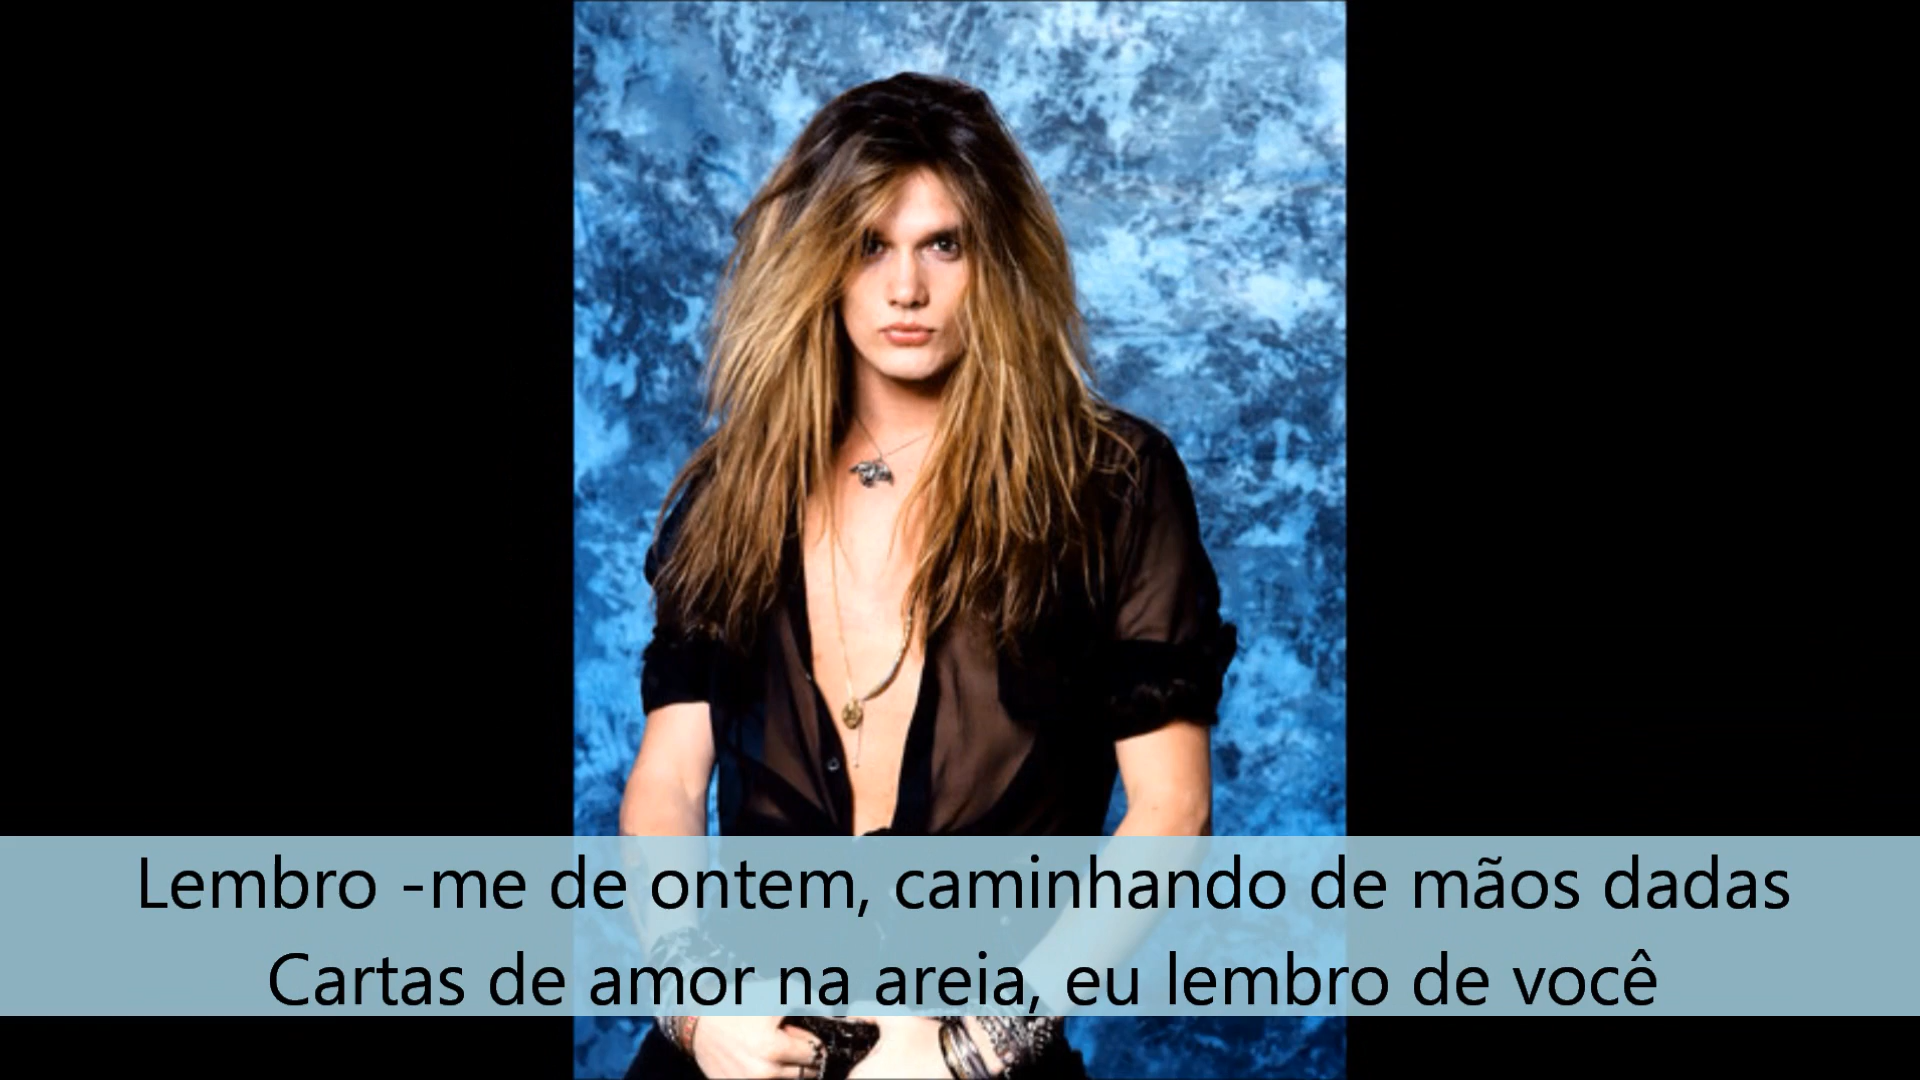 Lembro -me de ontem, caminhando de mãos dadas
Cartas de amor na areia, eu lembro de você